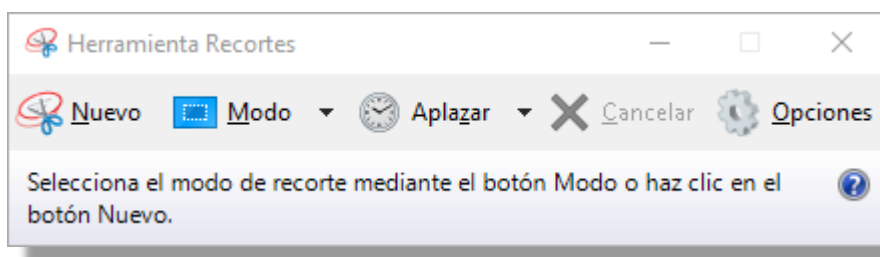 Herramienta Recortes
Nuevo Modo Aplazar Cancelar Opciones
Selecciona el modo de recorte mediante el botón Modo o haz clic en el
botón Nuevo.